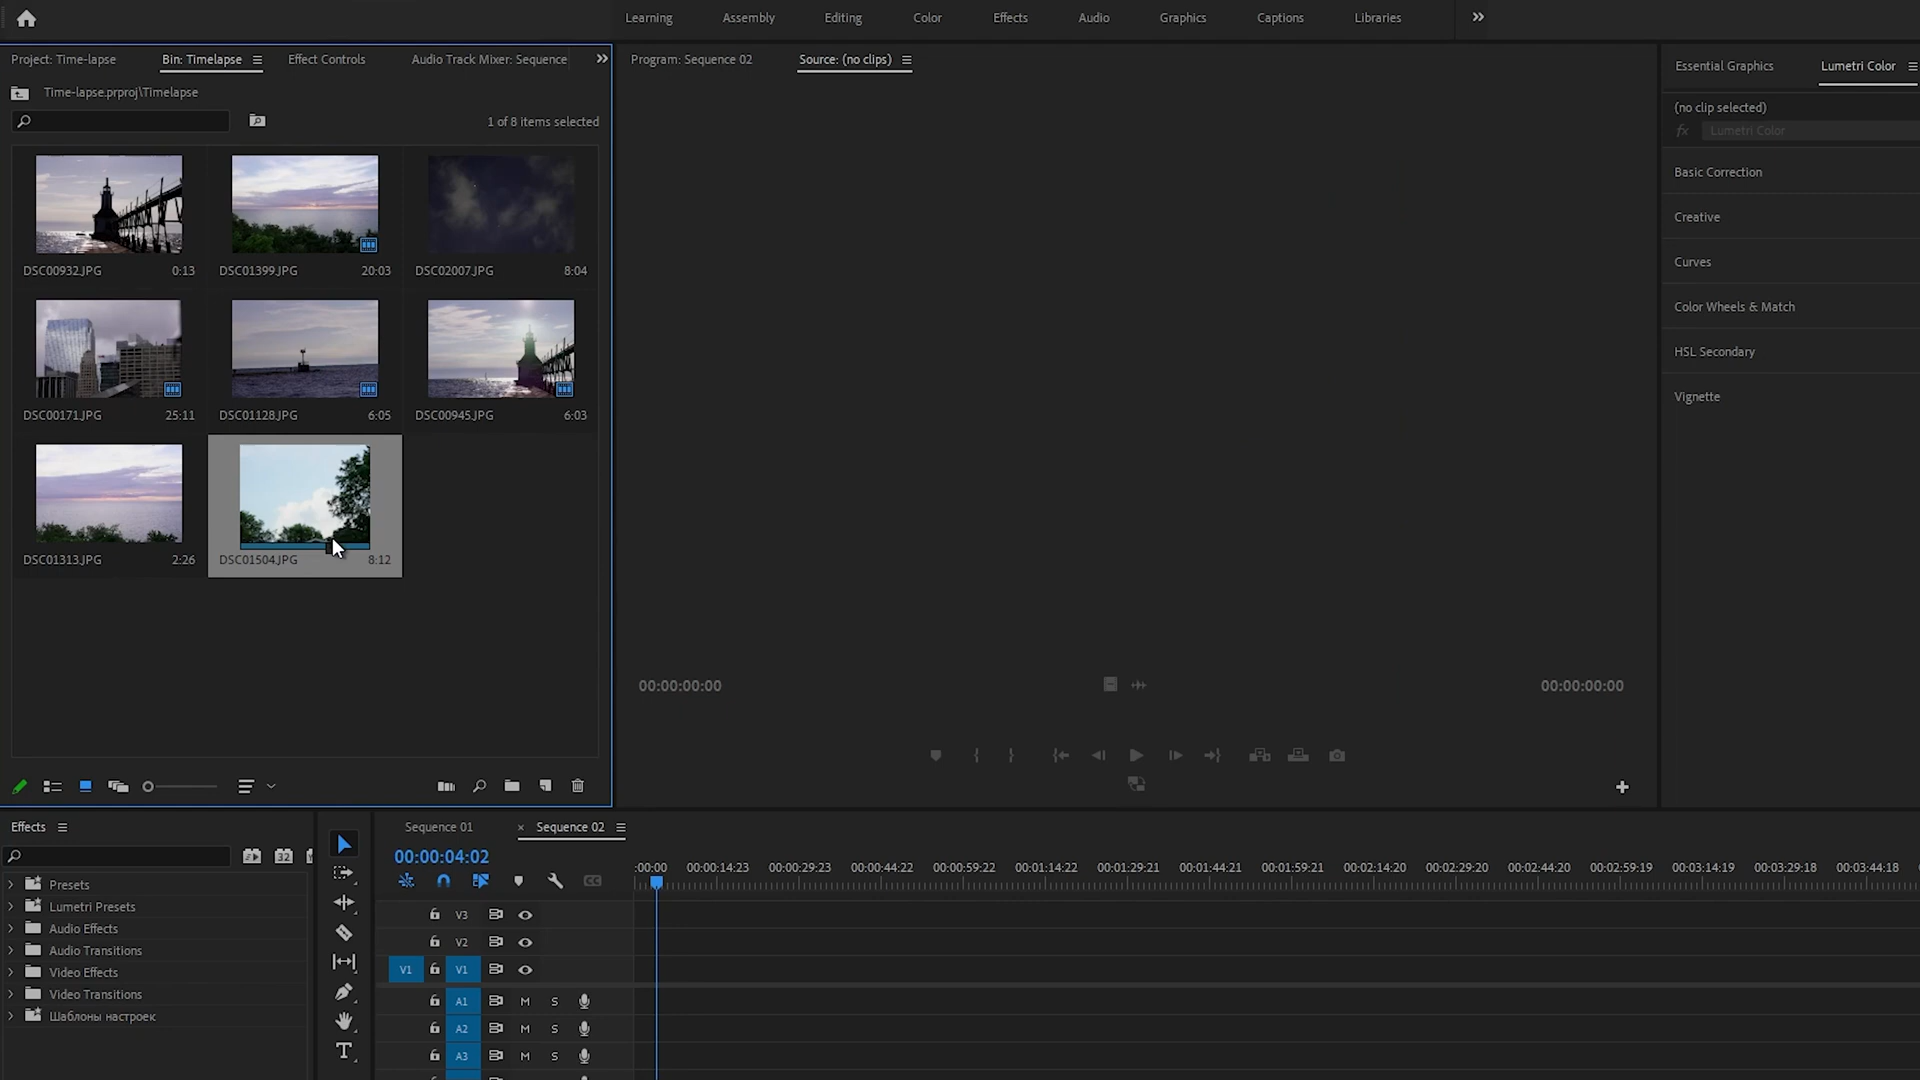 Learning Assembly Editing Color Effects Audio Graphics Captions Libraries
Project: Time-lapse Bin: Timelapse Effect Controls Audio Track Mixer: Sequence
Program: Sequence 02 Source: (no clips)
Essential Graphics Lumetri Color
Time-lapse.prproj\Timelapse
1 of 8 items selected
(no clip selected)
fx Lumetri Color
Basic Correction
Creative
Curves
Color Wheels & Match
HSL Secondary
Vignette
DSC00932.JPG 0:13 DSC01399.JPG 20:03 DSC02007.JPG 8:04
DSC00171.JPG 25:11 DSC01128.JPG 6:05 DSC00945.JPG 6:03
DSC01313.JPG 2:26 DSC01504.JPG 8:12
00:00:00:00 00:00:00:00
Effects
32
Presets
Lumetri Presets
Audio Effects
Audio Transitions
Video Effects
Video Transitions
Шаблоны настроек
Sequence 01 × Sequence 02
00:00:04:02
:00:00 00:00:14:23 00:00:29:23 00:00:44:22 00:00:59:22 00:01:14:22 00:01:29:21 00:01:44:21 00:01:59:21 00:02:14:20 00:02:29:20 00:02:44:20 00:02:59:19 00:03:14:19 00:03:29:18 00:03:44:18
CC
V3
V2
V1 V1
A1 M S
A2 M S
A3 M S